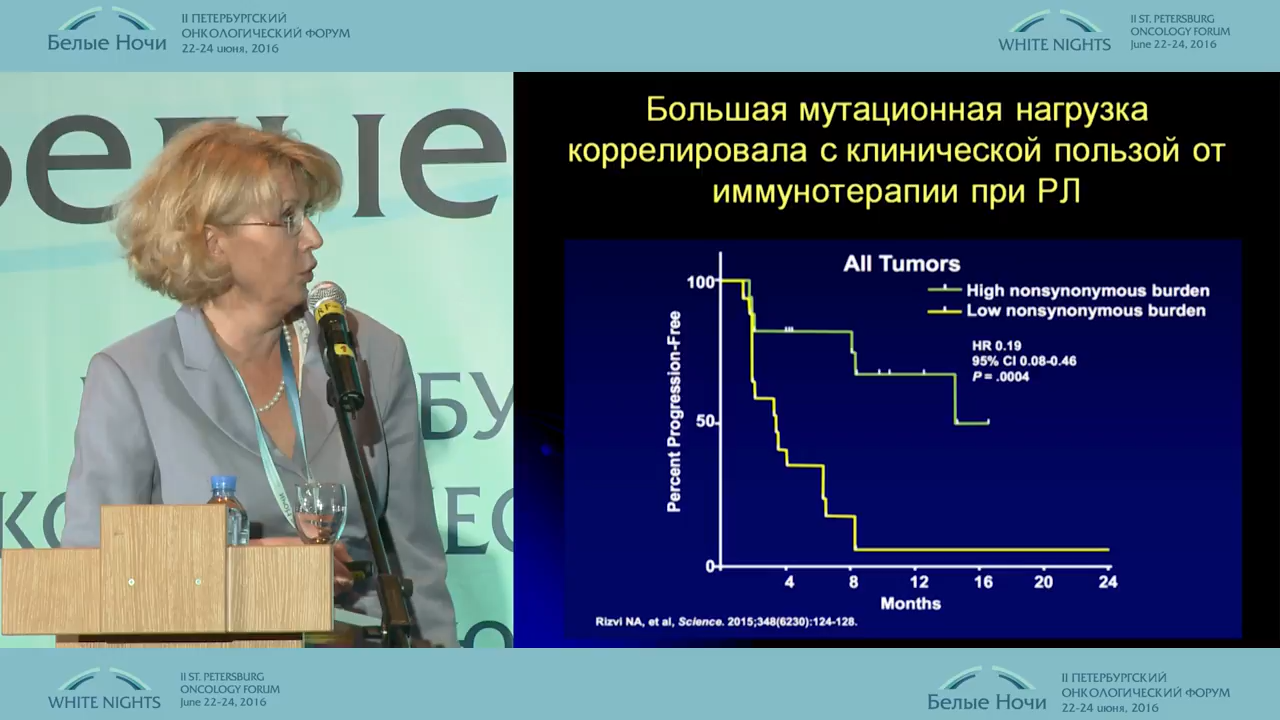 Белые Ночи
II ПЕТЕРБУРГСКИЙ
ОНКОЛОГИЧЕСКИЙ ФОРУМ
22-24 июня, 2016
WHITE NIGHTS
II ST. PETERSBURG
ONCOLOGY FORUM
June 22-24, 2016
Большая мутационная нагрузка
коррелировала с клинической пользой от
иммунотерапии при РЛ
All Tumors
High nonsynonymous burden
Low nonsynonymous burden
HR 0.19
95% CI 0.08-0.46
P = .0004
Percent Progression-Free
100
50
0
4 8 12 16 20 24
Months
Rizvi NA, et al, Science. 2015;348(6230):124-128.
WHITE NIGHTS
II ST. PETERSBURG
ONCOLOGY FORUM
June 22-24, 2016
Белые Ночи
II ПЕТЕРБУРГСКИЙ
ОНКОЛОГИЧЕСКИЙ ФОРУМ
22-24 июня, 2016